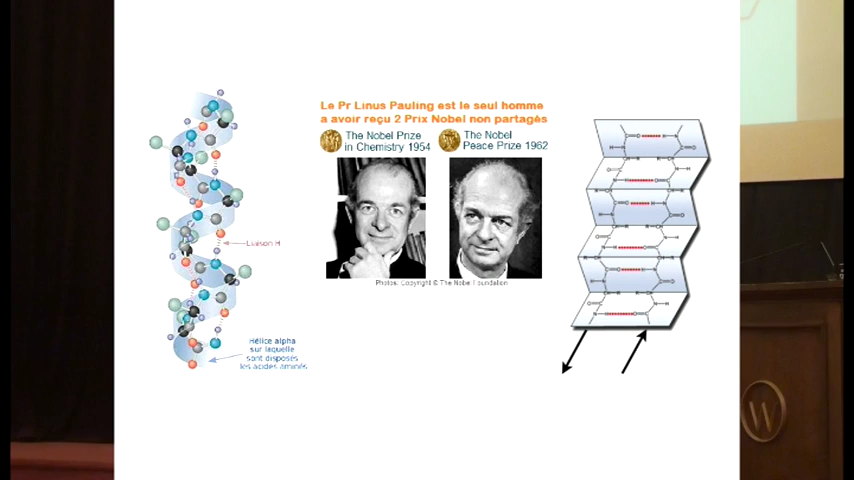 Le Pr Linus Pauling est le seul homme
a avoir reçu 2 Prix Nobel non partagés
The Nobel Prize
in Chemistry 1954
The Nobel
Peace Prize 1962
Photos: Copyright © The Nobel Foundation
Liaison H
Hélice alpha
sur laquelle
sont disposés
les acides aminés
W